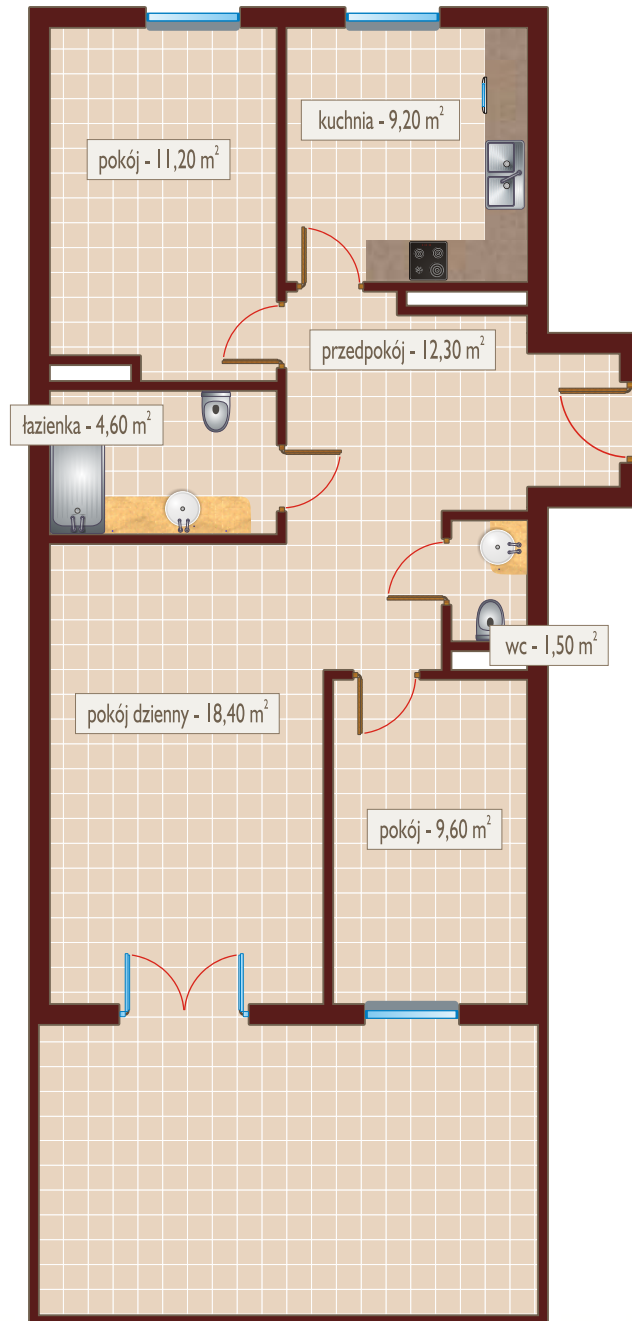 kuchnia - 9,20 m²
pokój - 11,20 m²
przedpokój - 12,30 m²
łazienka - 4,60 m²
wc - 1,50 m²
pokój dzienny - 18,40 m²
pokój - 9,60 m²